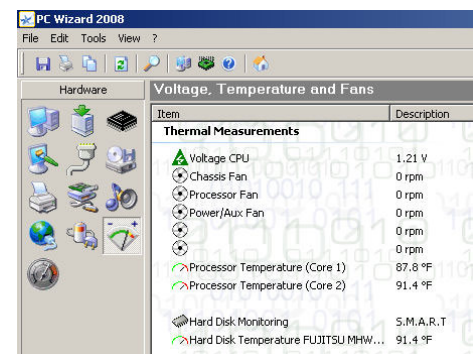 PC Wizard 2008
File Edit Tools View ?
Hardware
Voltage, Temperature and Fans
Item Description
Thermal Measurements
Voltage CPU 1.21 V
Chassis Fan 0 rpm
Processor Fan 0 rpm
Power/Aux Fan 0 rpm
0 rpm
0 rpm
Processor Temperature (Core 1) 87.8 °F
Processor Temperature (Core 2) 91.4 °F
Hard Disk Monitoring S.M.A.R.T
Hard Disk Temperature FUJITSU MHW... 91.4 °F